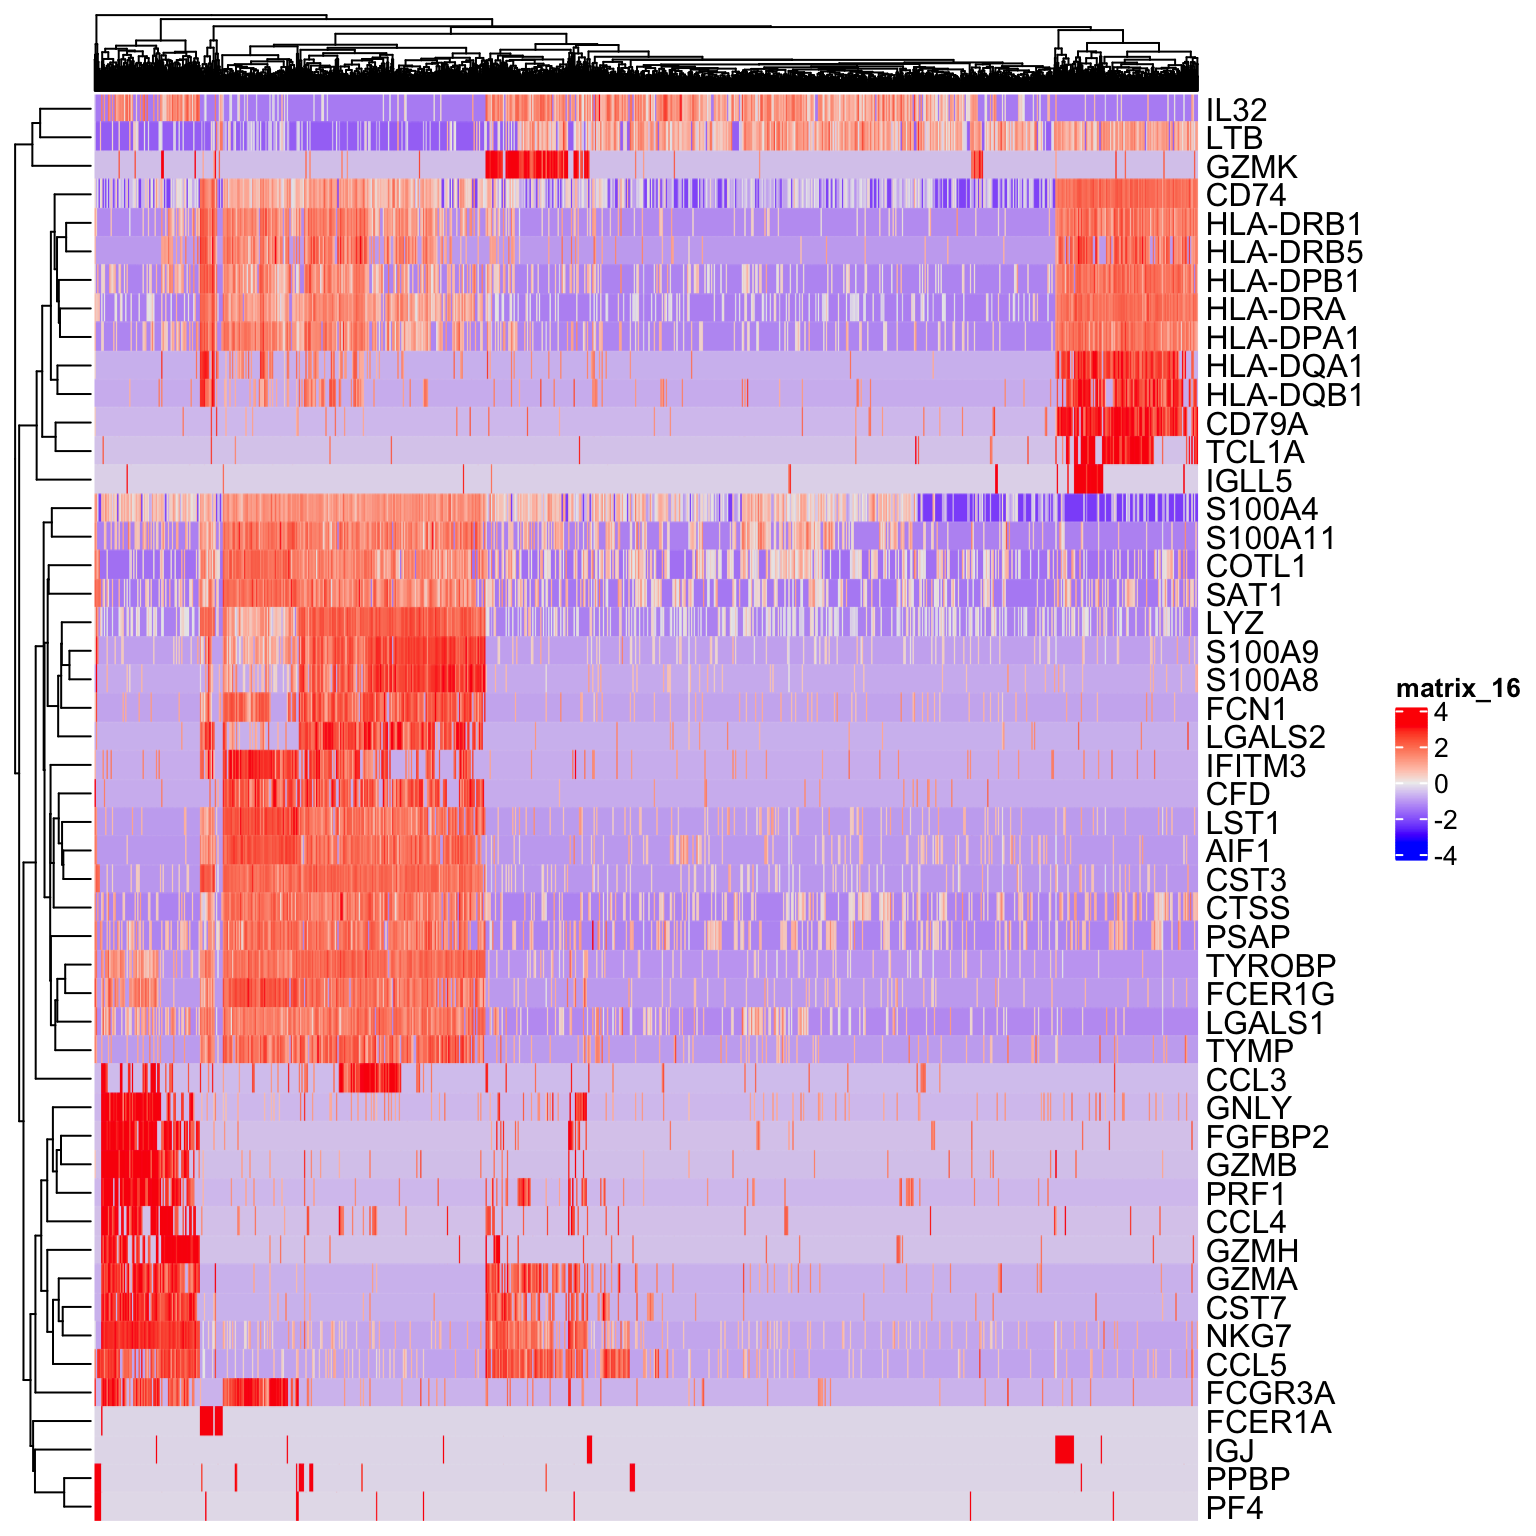 IL32
LTB
GZMK
CD74
HLA-DRB1
HLA-DRB5
HLA-DPB1
HLA-DRA
HLA-DPA1
HLA-DQA1
HLA-DQB1
CD79A
TCL1A
IGLL5
S100A4
S100A11
COTL1
SAT1
LYZ
S100A9
S100A8
FCN1
LGALS2
IFITM3
CFD
LST1
AIF1
CST3
CTSS
PSAP
TYROBP
FCER1G
LGALS1
TYMP
CCL3
GNLY
FGFBP2
GZMB
PRF1
CCL4
GZMH
GZMA
CST7
NKG7
CCL5
FCGR3A
FCER1A
IGJ
PPBP
PF4
matrix_16
4
2
0
-2
-4